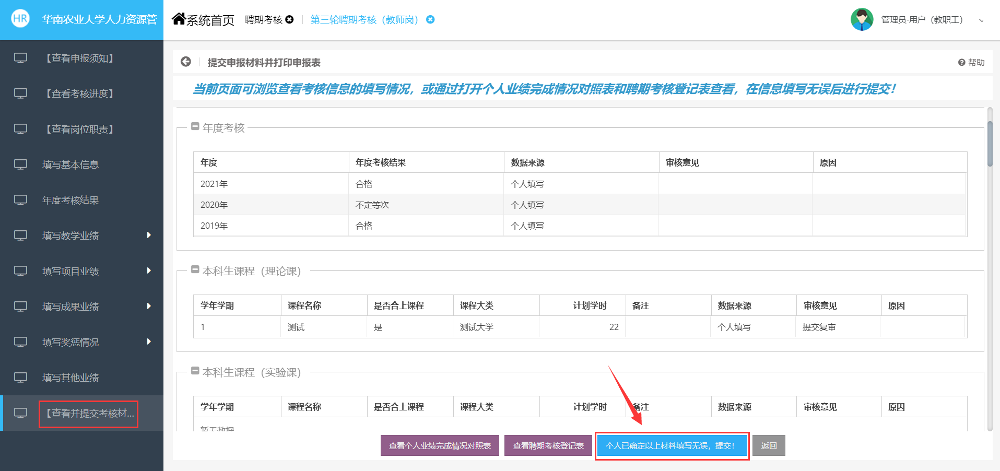 HR 华南农业大学人力资源管
系统首页 聘期考核 第三轮聘期考核（教师岗） 管理员-用户（教职工）
【查看申报须知】
【查看考核进度】
【查看岗位职责】
填写基本信息
年度考核结果
填写教学业绩
填写项目业绩
填写成果业绩
填写奖惩情况
填写其他业绩
【查看并提交考核材...
提交申报材料并打印申报表 帮助
当前页面可浏览查看考核信息的填写情况，或通过打开个人业绩完成情况对照表和聘期考核登记表查看，在信息填写无误后进行提交！
年度考核
年度 年度考核结果 数据来源 审核意见 原因
2021年 合格 个人填写
2020年 不定等次 个人填写
2019年 合格 个人填写
本科生课程（理论课）
学年学期 课程名称 是否合上课程 课程大类 计划学时 备注 数据来源 审核意见 原因
1 测试 是 测试大学 22 个人填写 提交复审
本科生课程（实验课）
学年学期 课程名称 是否合上课程 课程大类 计划学时 备注 数据来源 审核意见 原因
暂无数据
查看个人业绩完成情况对照表 查看聘期考核登记表 个人已确定以上材料填写无误，提交！ 返回